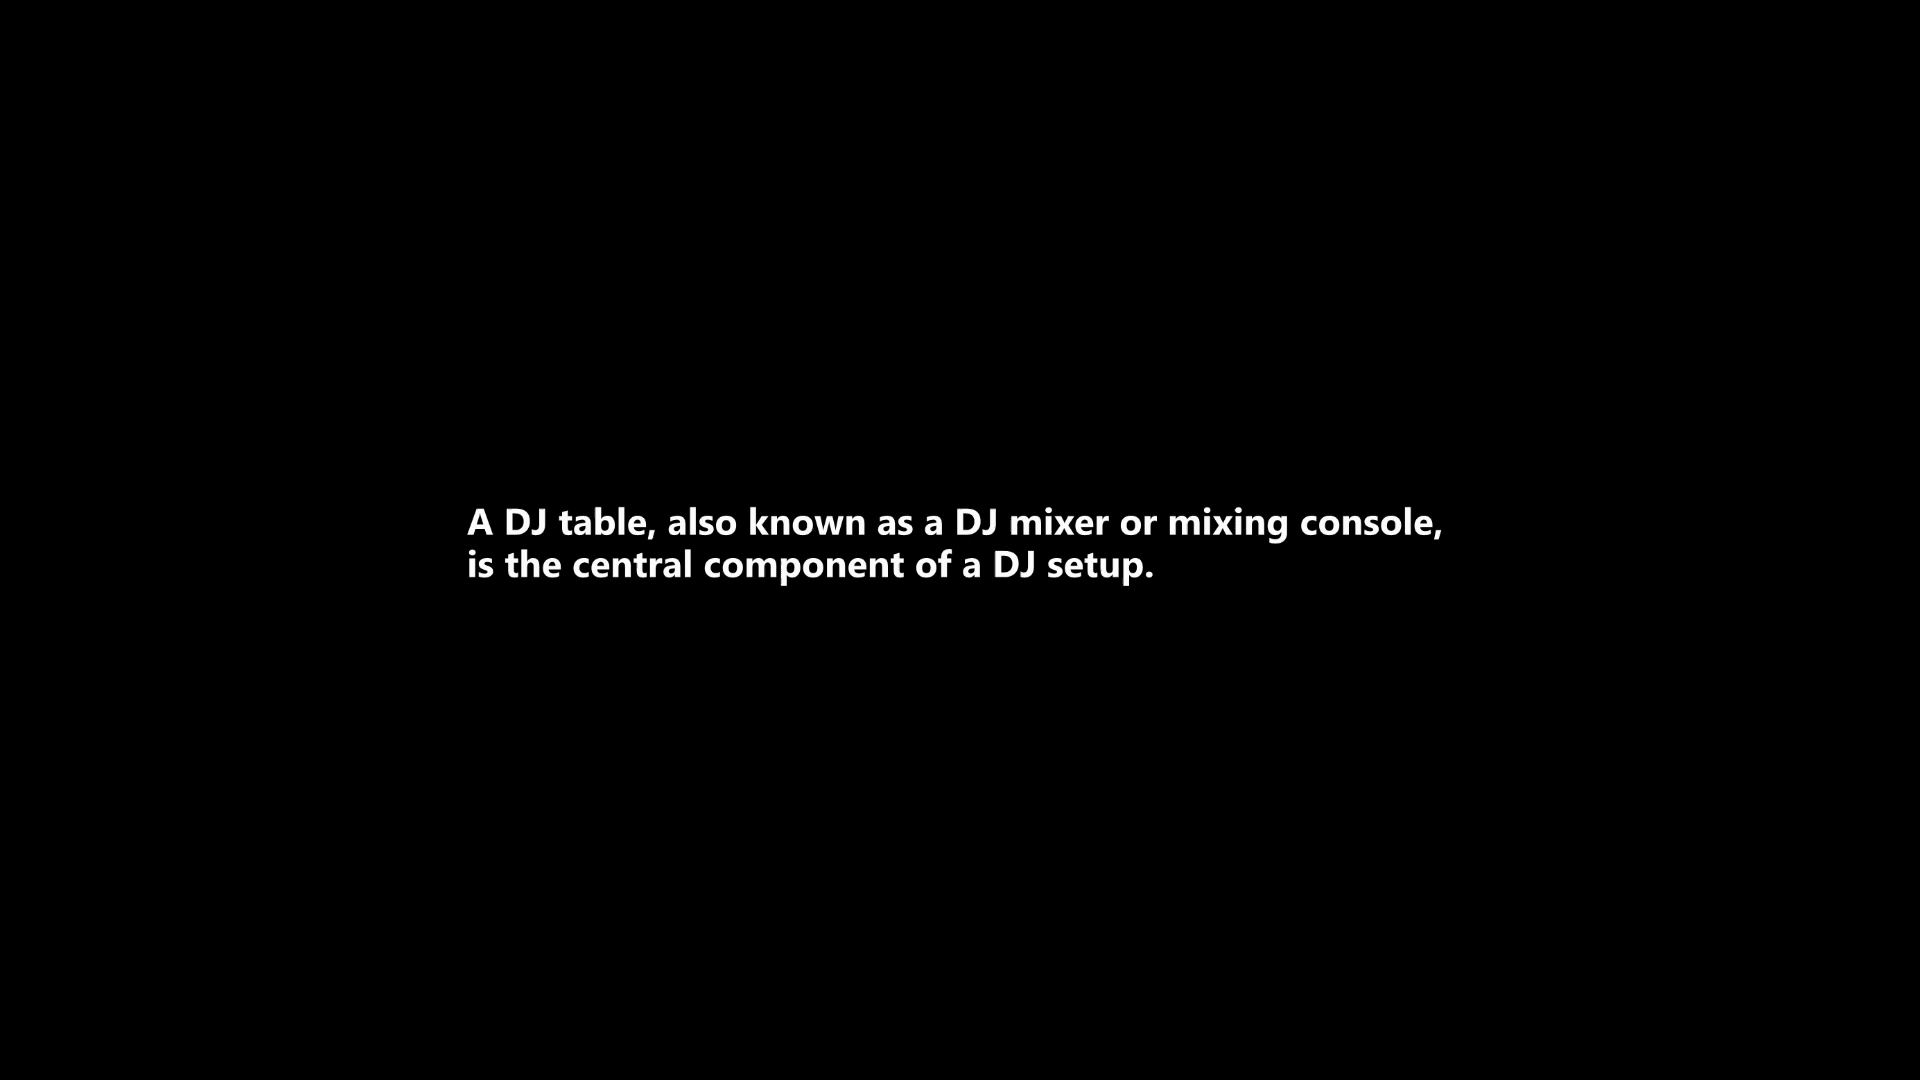 A DJ table, also known as a DJ mixer or mixing console,
is the central component of a DJ setup.